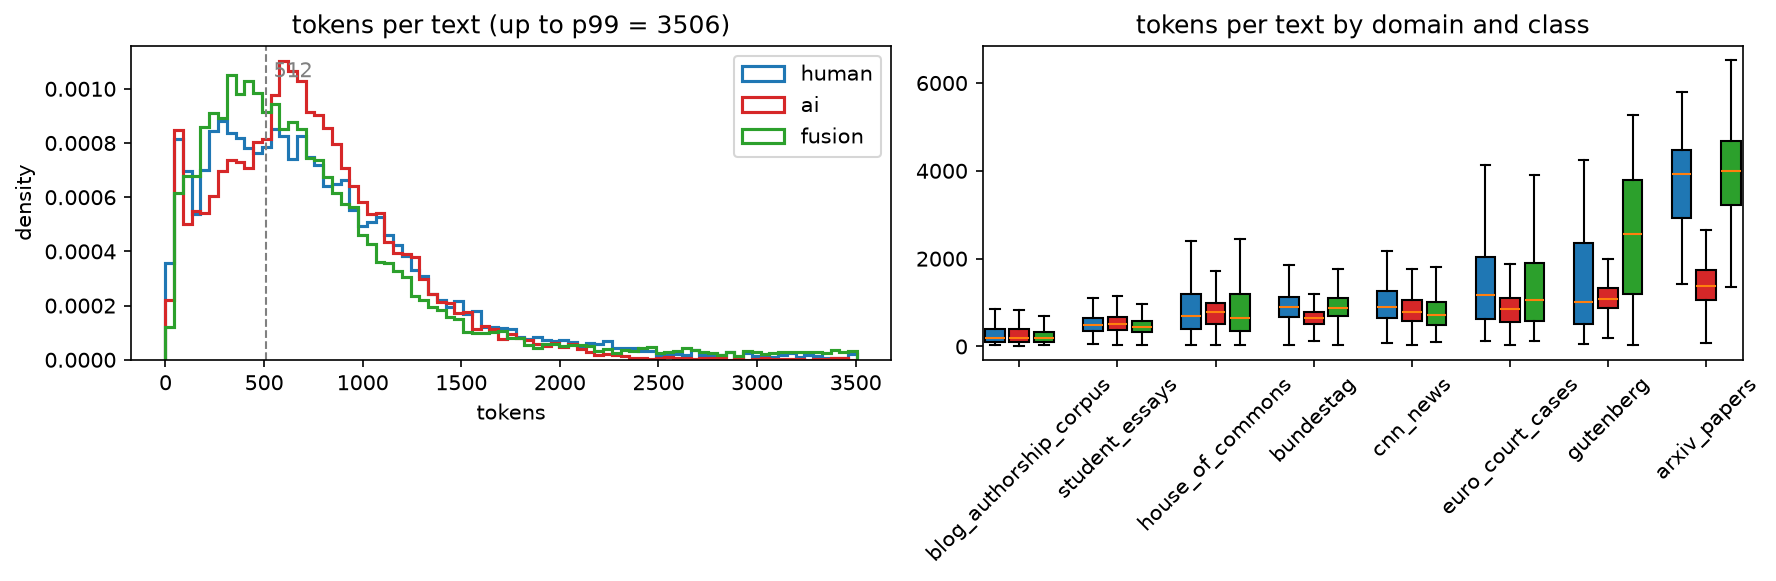 tokens per text (up to p99 = 3506)
512
human
ai
fusion
0.0010
0.0008
0.0006
0.0004
0.0002
0.0000
density
0 500 1000 1500 2000 2500 3000 3500
tokens
tokens per text by domain and class
6000
4000
2000
0
blog_authorship_corpus
student_essays
house_of_commons
bundestag
cnn_news
euro_court_cases
gutenberg
arxiv_papers